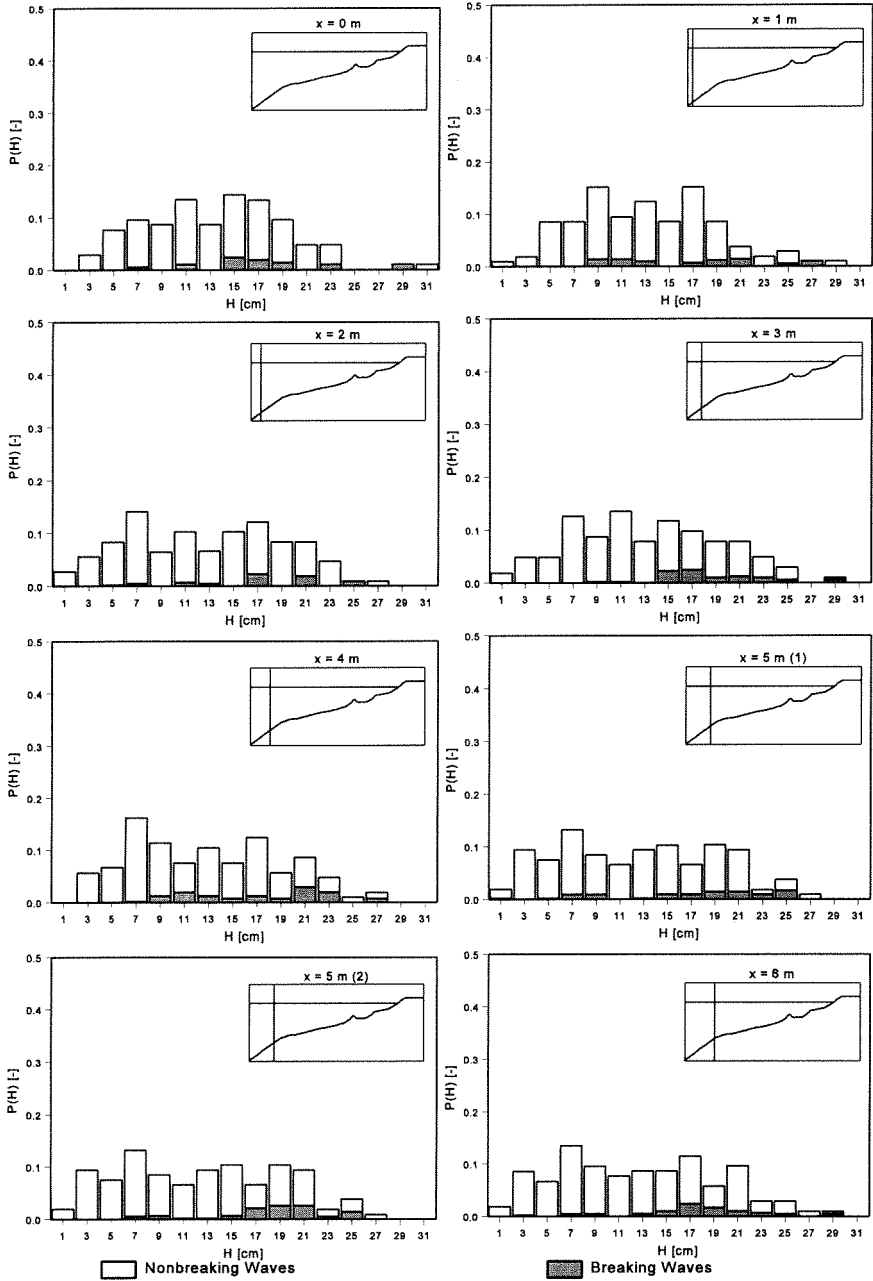 x = 0 m
P(H) [-]
0.5
0.4
0.3
0.2
0.1
0.0
1 3 5 7 9 11 13 15 17 19 21 23 25 27 29 31
H [cm]
x = 1 m
P(H) [-]
0.5
0.4
0.3
0.2
0.1
0.0
1 3 5 7 9 11 13 15 17 19 21 23 25 27 29 31
H [cm]
x = 2 m
P(H) [-]
0.5
0.4
0.3
0.2
0.1
0.0
1 3 5 7 9 11 13 15 17 19 21 23 25 27 29 31
H [cm]
x = 3 m
P(H) [-]
0.5
0.4
0.3
0.2
0.1
0.0
1 3 5 7 9 11 13 15 17 19 21 23 25 27 29 31
H [cm]
x = 4 m
P(H) [-]
0.5
0.4
0.3
0.2
0.1
0.0
1 3 5 7 9 11 13 15 17 19 21 23 25 27 29 31
H [cm]
x = 5 m (1)
P(H) [-]
0.5
0.4
0.3
0.2
0.1
0.0
1 3 5 7 9 11 13 15 17 19 21 23 25 27 29 31
H [cm]
x = 5 m (2)
P(H) [-]
0.5
0.4
0.3
0.2
0.1
0.0
1 3 5 7 9 11 13 15 17 19 21 23 25 27 29 31
H [cm]
x = 6 m
P(H) [-]
0.5
0.4
0.3
0.2
0.1
0.0
1 3 5 7 9 11 13 15 17 19 21 23 25 27 29 31
H [cm]
Nonbreaking Waves
Breaking Waves